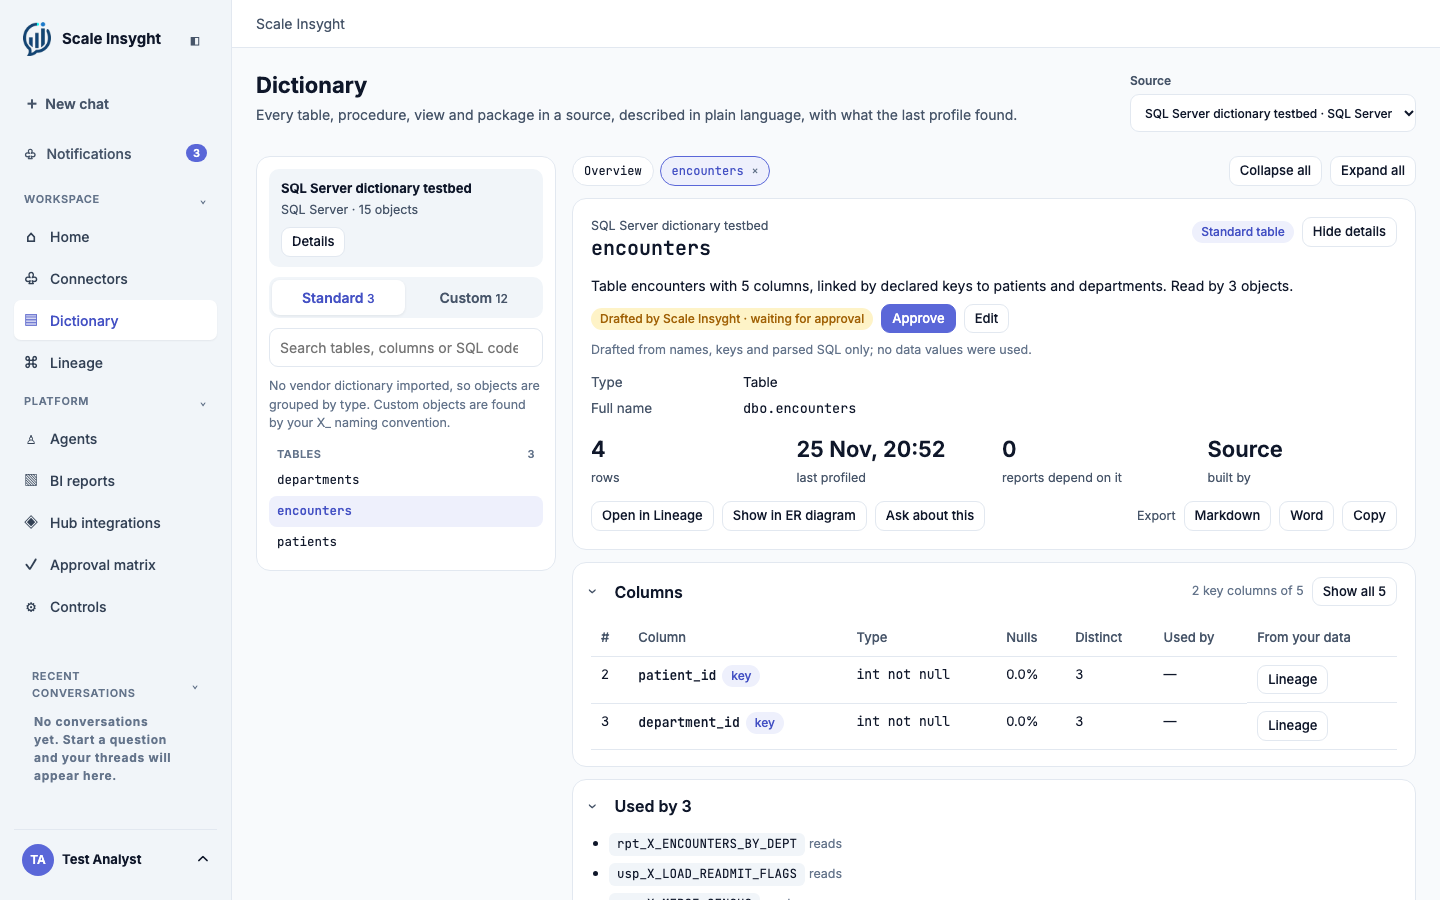 Scale Insyght
Scale Insyght
+ New chat
Notifications 3
WORKSPACE
Home
Connectors
Dictionary
Lineage
PLATFORM
Agents
BI reports
Hub integrations
Approval matrix
Controls
RECENT
CONVERSATIONS
No conversations
yet. Start a question
and your threads will
appear here.
TA Test Analyst
Dictionary
Every table, procedure, view and package in a source, described in plain language, with what the last profile found.
Source
SQL Server dictionary testbed · SQL Server
SQL Server dictionary testbed
SQL Server · 15 objects
Details
Standard 3 Custom 12
Search tables, columns or SQL code
No vendor dictionary imported, so objects are
grouped by type. Custom objects are found
by your X_ naming convention.
TABLES 3
departments
encounters
patients
Overview encounters × Collapse all Expand all
SQL Server dictionary testbed
encounters
Standard table Hide details
Table encounters with 5 columns, linked by declared keys to patients and departments. Read by 3 objects.
Drafted by Scale Insyght · waiting for approval Approve Edit
Drafted from names, keys and parsed SQL only; no data values were used.
Type Table
Full name dbo.encounters
4 25 Nov, 20:52 0 Source
rows last profiled reports depend on it built by
Open in Lineage Show in ER diagram Ask about this Export Markdown Word Copy
Columns 2 key columns of 5 Show all 5
# Column Type Nulls Distinct Used by From your data
2 patient_id key int not null 0.0% 3 — Lineage
3 department_id key int not null 0.0% 3 — Lineage
Used by 3
• rpt_X_ENCOUNTERS_BY_DEPT reads
• usp_X_LOAD_READMIT_FLAGS reads